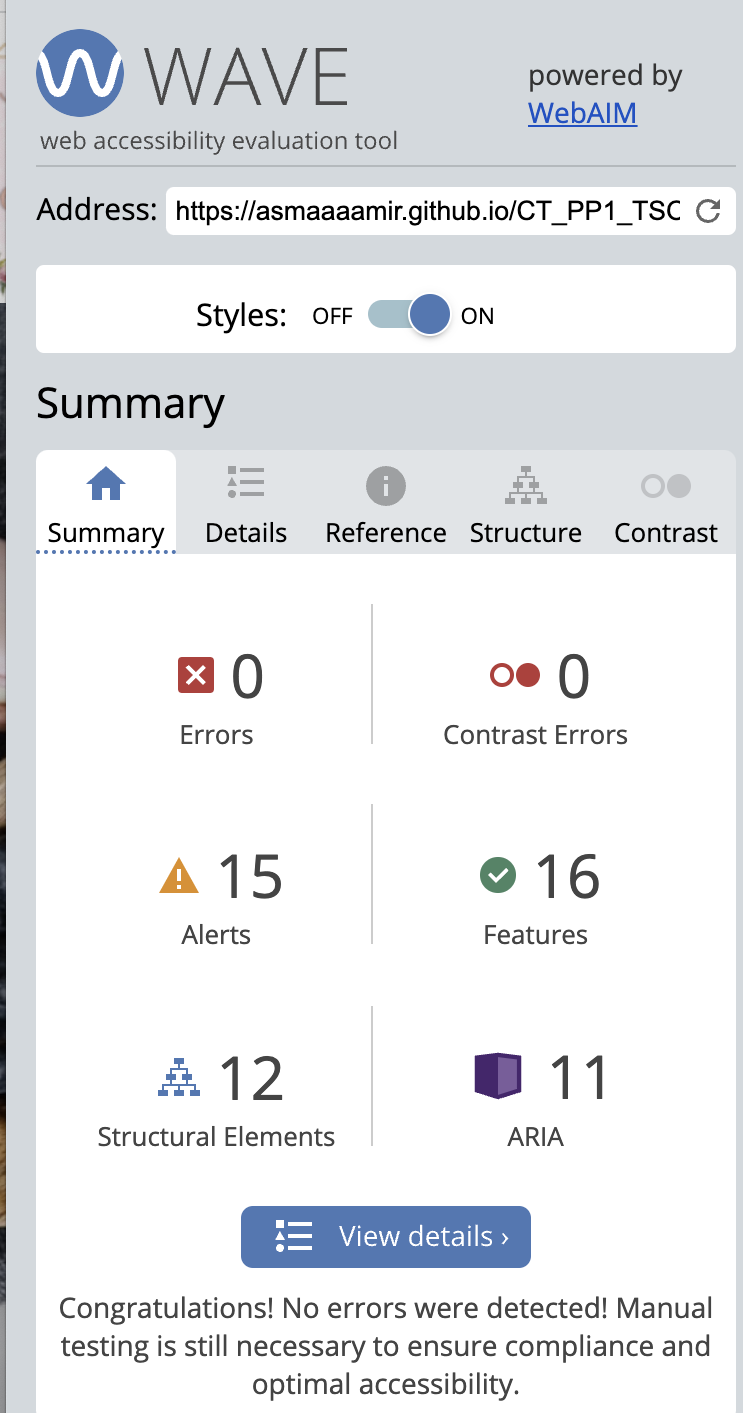 WAVE
powered by
WebAIM
web accessibility evaluation tool
Address: https://asmaaaamir.github.io/CT_PP1_TSC
Styles: OFF ON
Summary
Summary Details Reference Structure Contrast
0 0
Errors Contrast Errors
15 16
Alerts Features
12 11
Structural Elements ARIA
View details ›
Congratulations! No errors were detected! Manual
testing is still necessary to ensure compliance and
optimal accessibility.